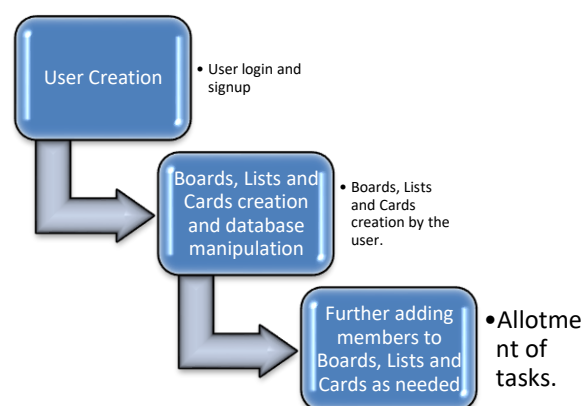 User Creation
• User login and
signup
Boards, Lists and
Cards creation
and database
manipulation
• Boards, Lists
and Cards
creation by the
user.
Further adding
members to
Boards, Lists and
Cards as needed
•Allotme
nt of
tasks.